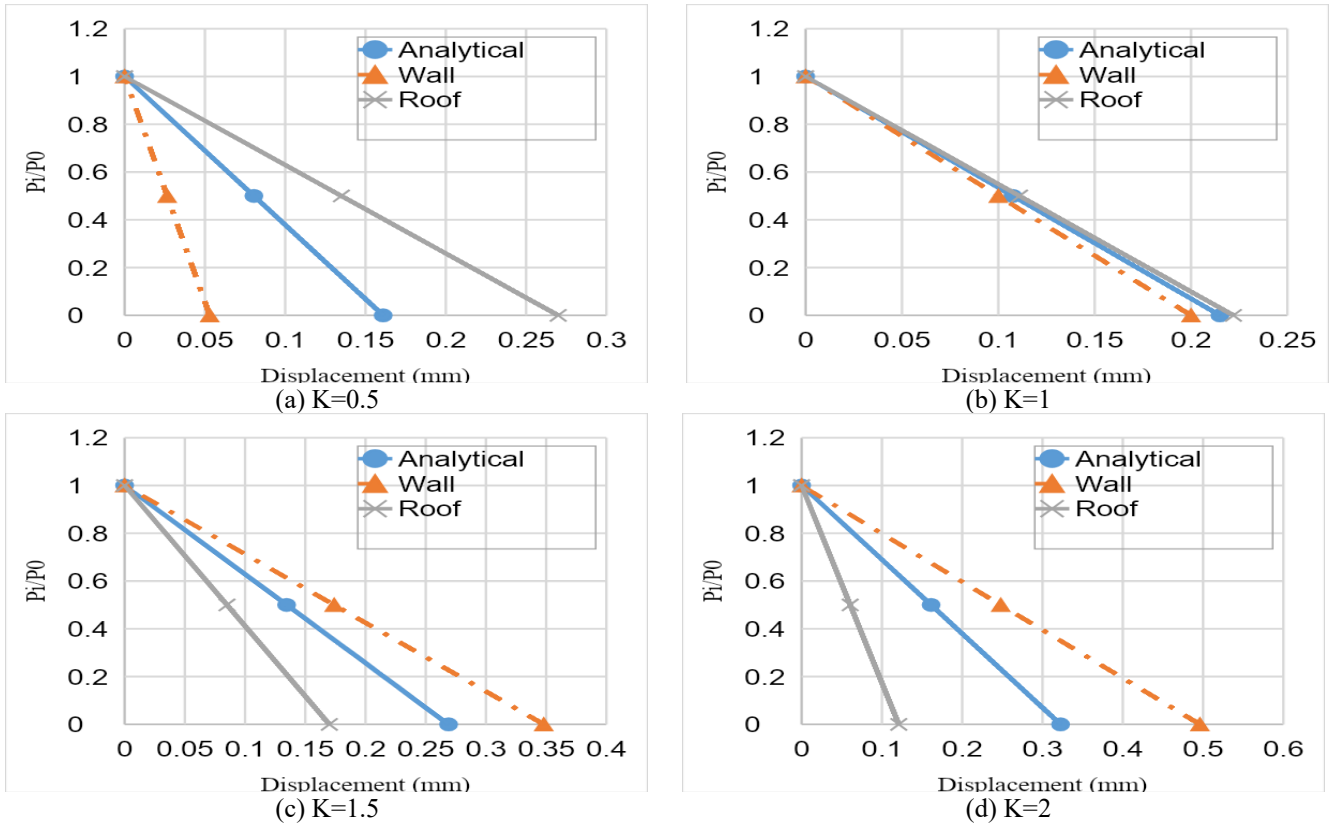 1.2
1
0.8
0.6
0.4
0.2
0
Pi/P0
Analytical
Wall
Roof
0 0.05 0.1 0.15 0.2 0.25 0.3
Displacement (mm)
(a) K=0.5
1.2
1
0.8
0.6
0.4
0.2
0
Pi/P0
Analytical
Wall
Roof
0 0.05 0.1 0.15 0.2 0.25
Displacement (mm)
(b) K=1
1.2
1
0.8
0.6
0.4
0.2
0
Pi/P0
Analytical
Wall
Roof
0 0.05 0.1 0.15 0.2 0.25 0.3 0.35 0.4
Displacement (mm)
(c) K=1.5
1.2
1
0.8
0.6
0.4
0.2
0
Pi/P0
Analytical
Wall
Roof
0 0.1 0.2 0.3 0.4 0.5 0.6
Displacement (mm)
(d) K=2